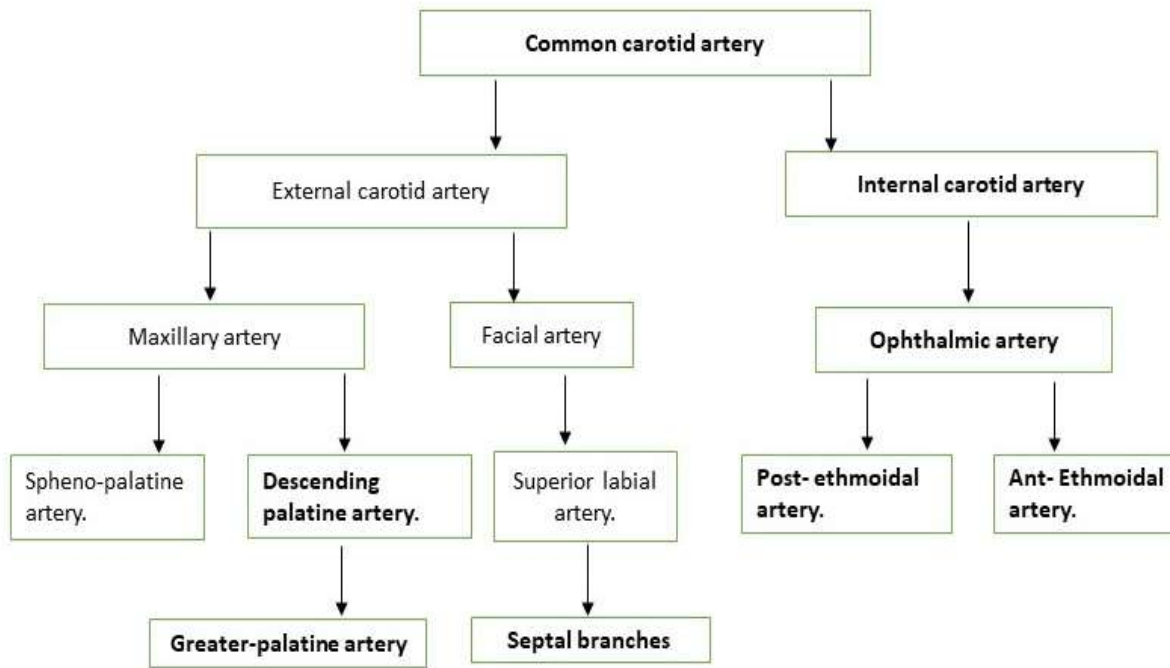 Common carotid artery
External carotid artery
Internal carotid artery
Maxillary artery
Facial artery
Ophthalmic artery
Spheno-palatine
artery.
Descending
palatine artery.
Superior labial
artery.
Post- ethmoidal
artery.
Ant- Ethmoidal
artery.
Greater-palatine artery
Septal branches